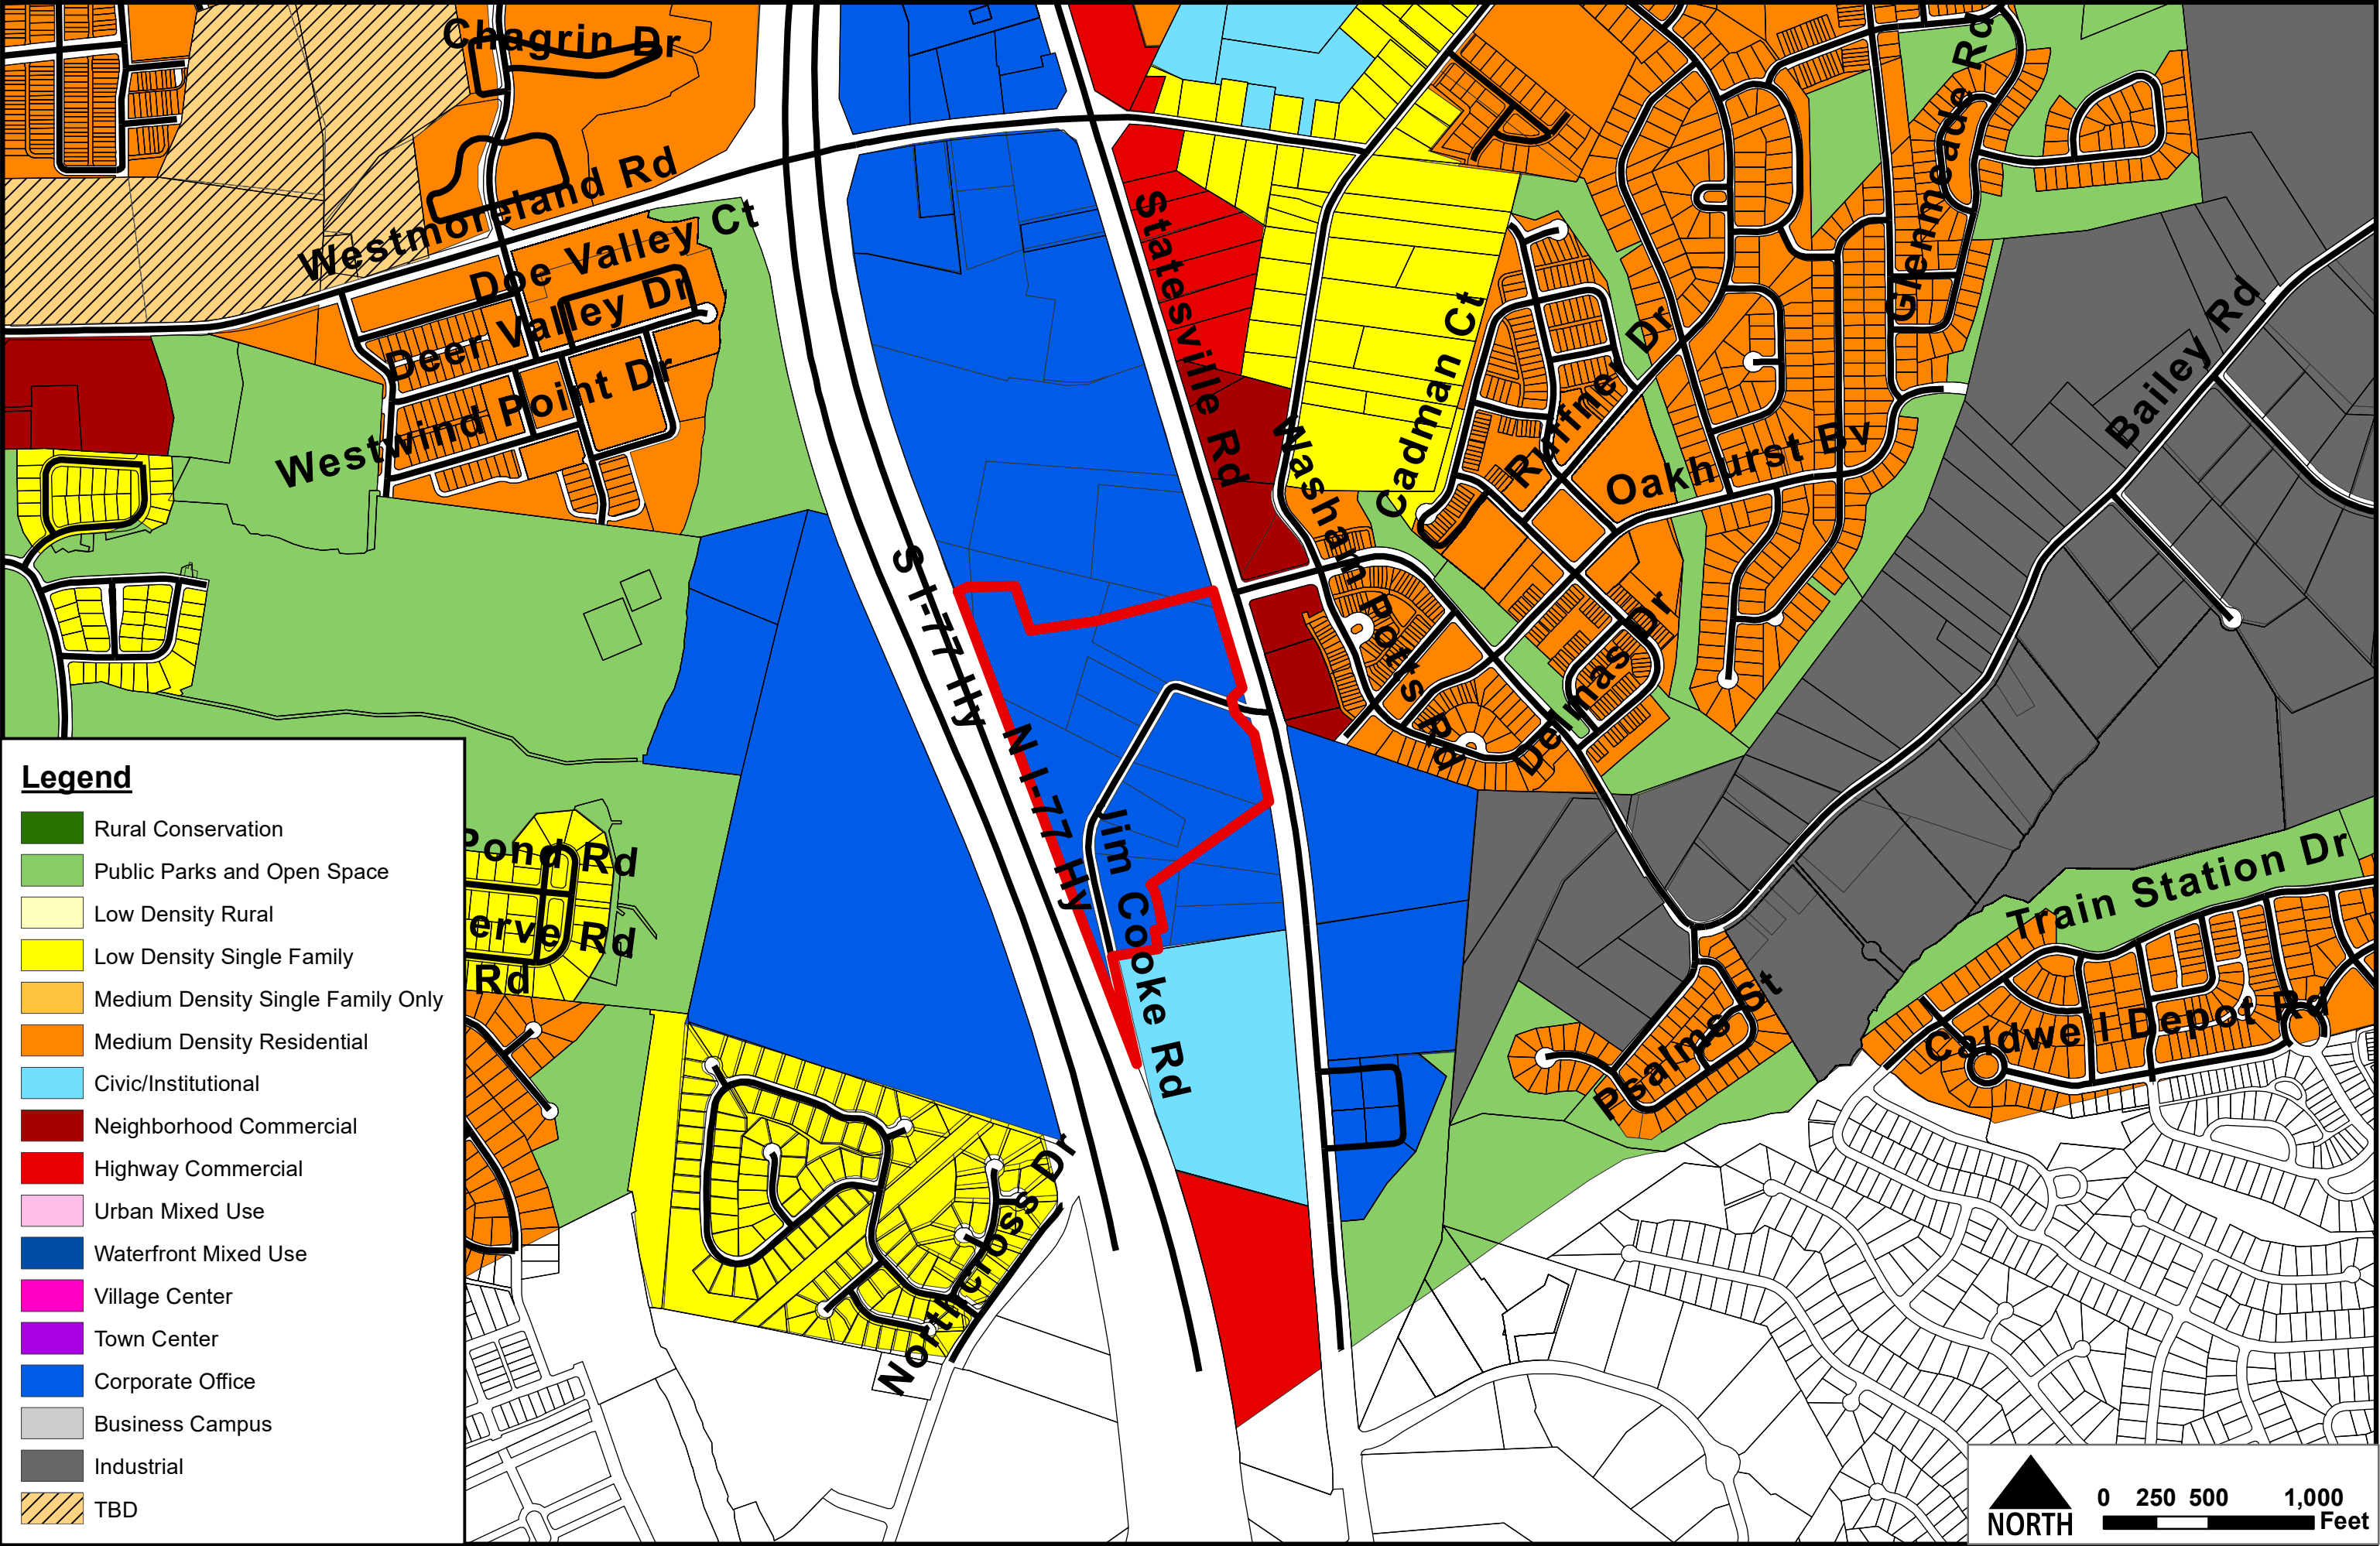 Chagrin Dr
Westmoreland Rd
Doe Valley Ct
Deer Valley Dr
Westwind Point Dr
Statesville Rd
Washam Potts Rd
Cadman Ct
Ruffner Dr
Oakhurst Bv
Glenmeade Rd
Bailey Rd
Delmas Dr
S I-77 Hy
N I-77 Hy
Jim Cooke Rd
Pond Rd
erve Rd
Rd
Train Station Dr
Caldwell Depot Rd
Psalms St
Northcross Dr
Legend
Rural Conservation
Public Parks and Open Space
Low Density Rural
Low Density Single Family
Medium Density Single Family Only
Medium Density Residential
Civic/Institutional
Neighborhood Commercial
Highway Commercial
Urban Mixed Use
Waterfront Mixed Use
Village Center
Town Center
Corporate Office
Business Campus
Industrial
TBD
NORTH
0 250 500 1,000
Feet